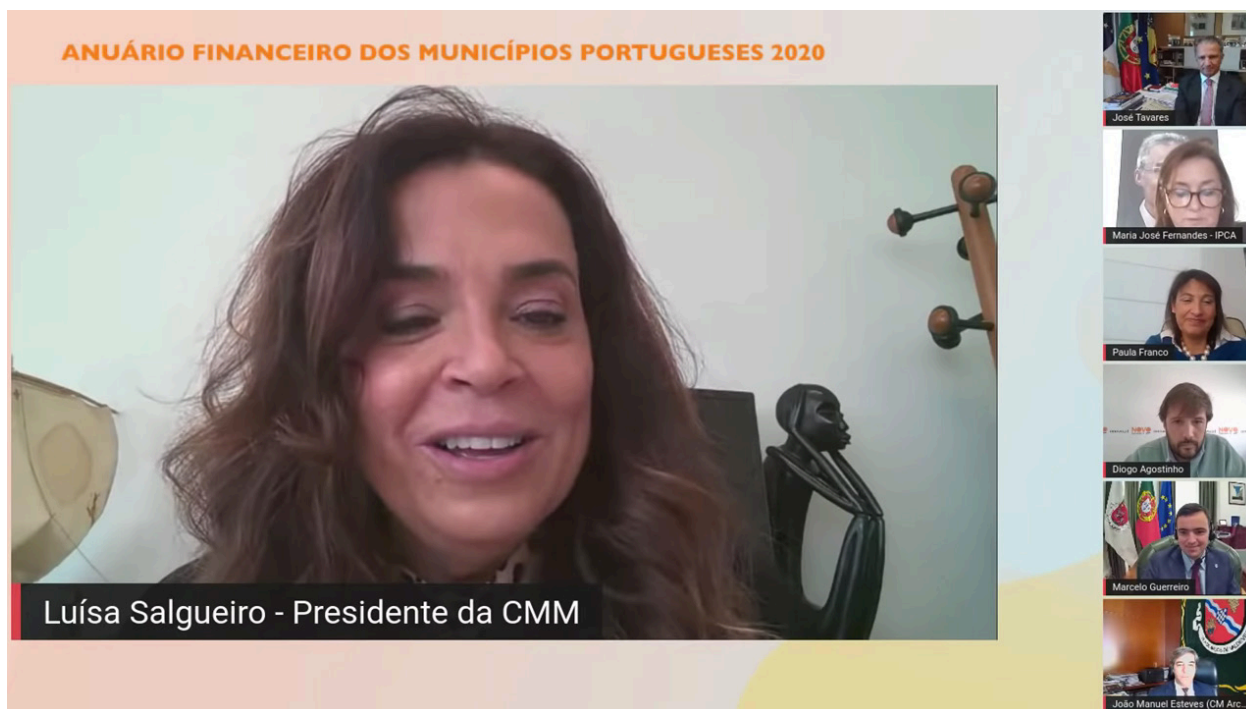 ANUÁRIO FINANCEIRO DOS MUNICÍPIOS PORTUGUESES 2020
Luísa Salgueiro - Presidente da CMM
José Tavares
Maria José Fernandes - IPCA
Paula Franco
Diogo Agostinho
Marcelo Guerreiro
João Manuel Esteves (CM Arc...